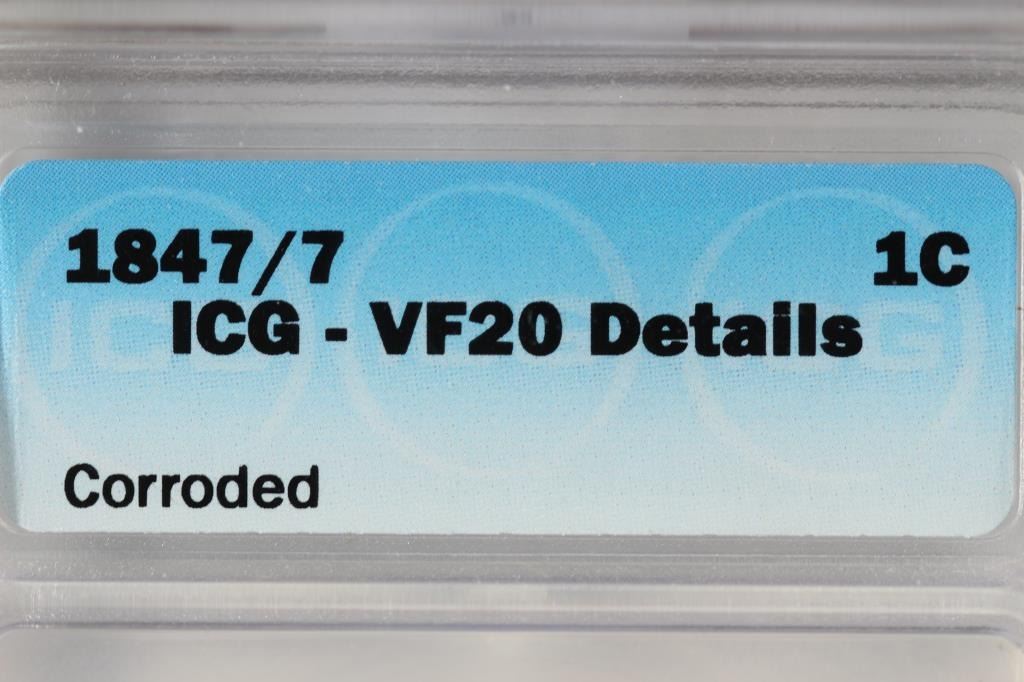 1847/7 1C
ICG - VF20 Details
Corroded